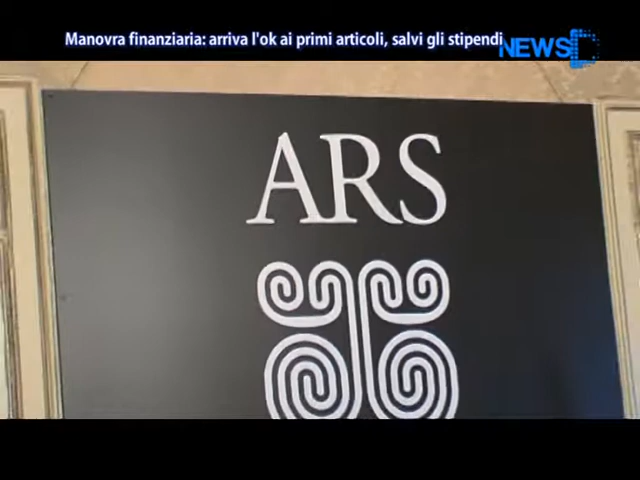 Manovra finanziaria: arriva l'ok ai primi articoli, salvi gli stipendi
NEWS D
ARS